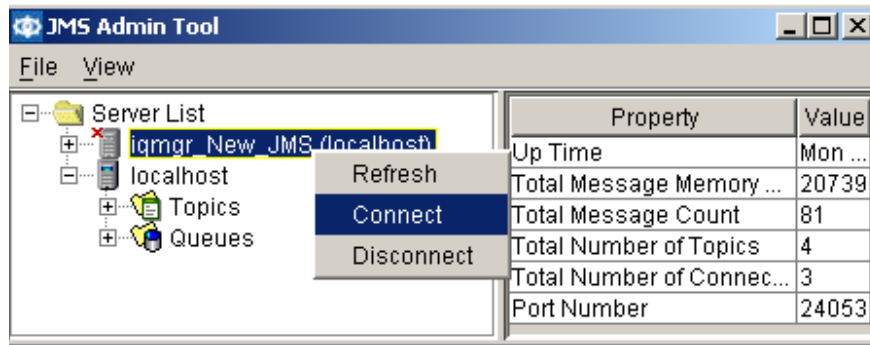 JMS Admin Tool
File View
Server List
iqmgr_New_JMS (localhost)
localhost
Topics
Queues
Refresh
Connect
Disconnect
Property Value
Up Time Mon ...
Total Message Memory ... 20739
Total Message Count 81
Total Number of Topics 4
Total Number of Connec... 3
Port Number 24053